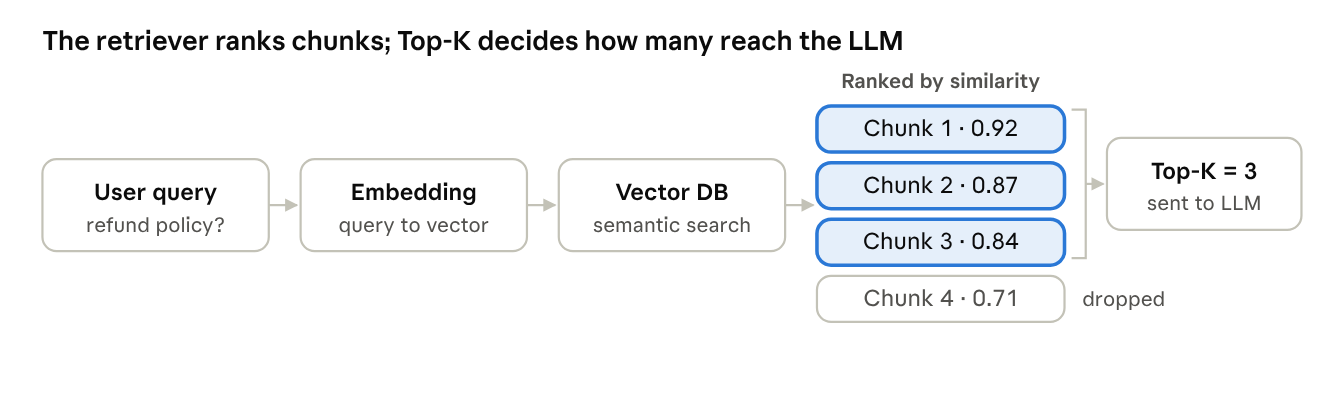 The retriever ranks chunks; Top-K decides how many reach the LLM
Ranked by similarity
User query
refund policy?
Embedding
query to vector
Vector DB
semantic search
Chunk 1 · 0.92
Chunk 2 · 0.87
Chunk 3 · 0.84
Chunk 4 · 0.71
dropped
Top-K = 3
sent to LLM